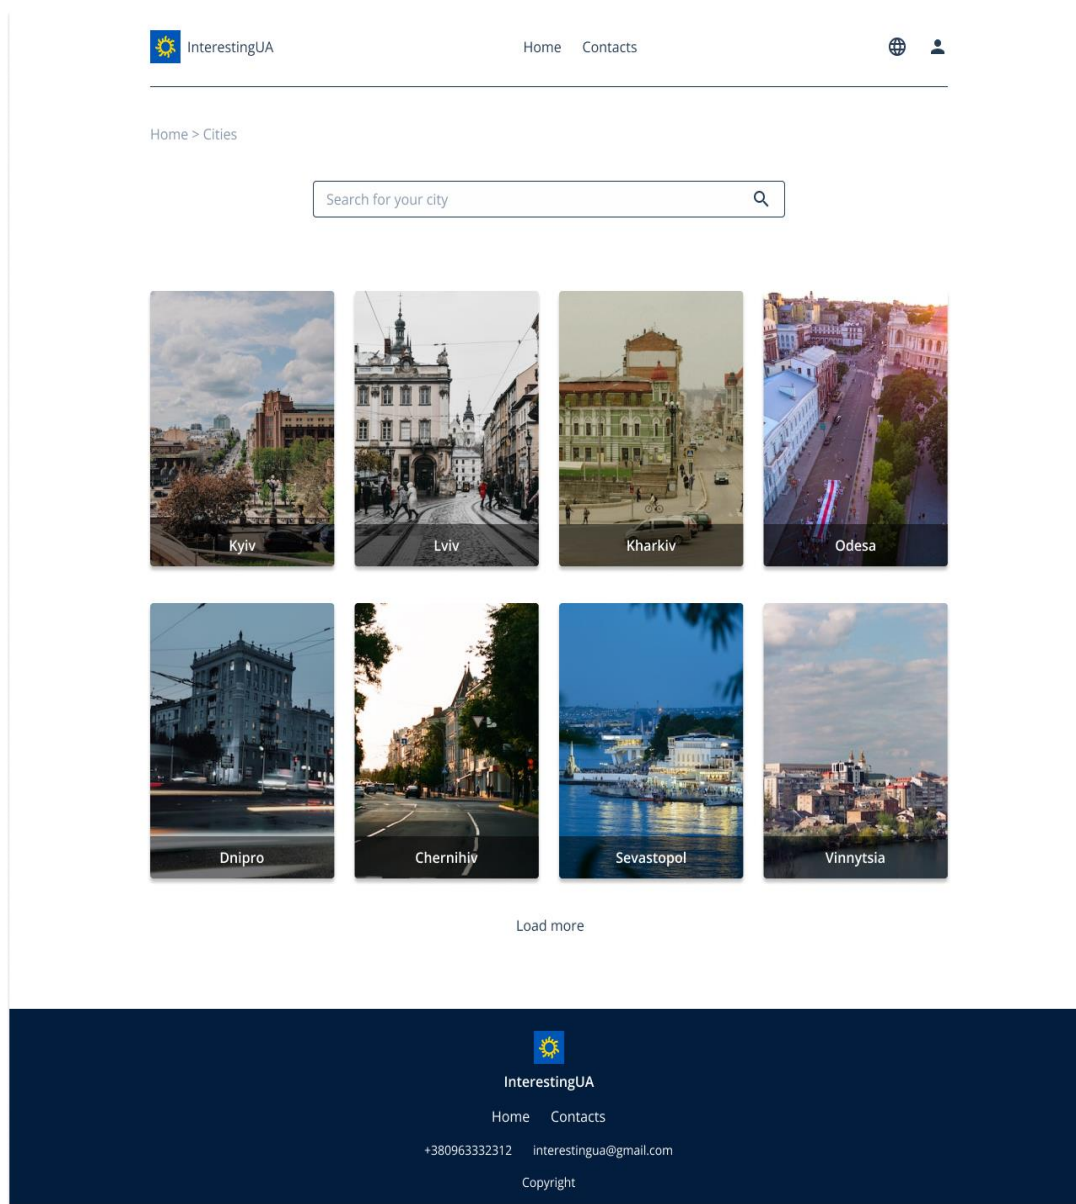 InterestingUA
Home Contacts
Home > Cities
Search for your city
Kyiv
Lviv
Kharkiv
Odesa
Dnipro
Chernihiv
Sevastopol
Vinnytsia
Load more
InterestingUA
Home Contacts
+380963332312 interestingua@gmail.com
Copyright